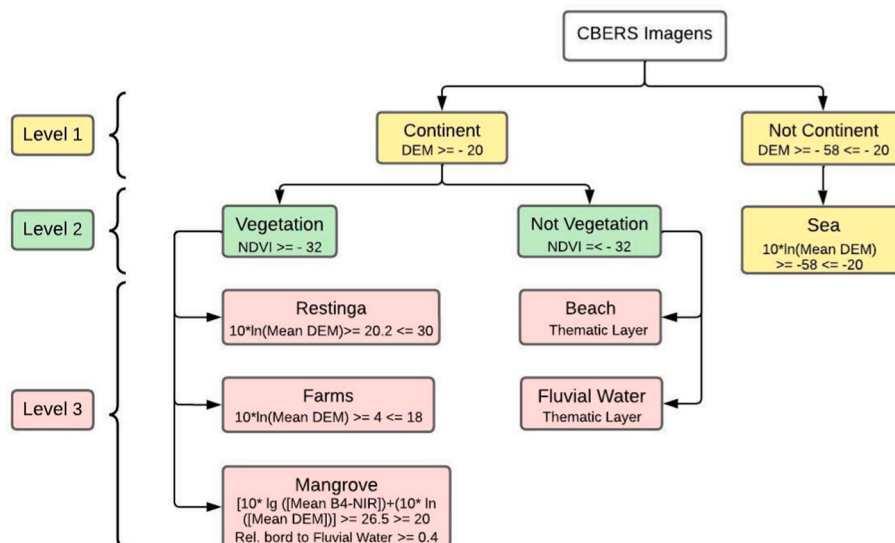 CBERS Imagens
Level 1
Continent
DEM >= - 20
Not Continent
DEM >= - 58 <= - 20
Level 2
Vegetation
NDVI >= - 32
Not Vegetation
NDVI =< - 32
Sea
10*ln(Mean DEM)
>= -58 <= -20
Level 3
Restinga
10*ln(Mean DEM)>= 20.2 <= 30
Beach
Thematic Layer
Farms
10*ln(Mean DEM) >= 4 <= 18
Fluvial Water
Thematic Layer
Mangrove
[10* lg ([Mean B4-NIR])+(10* ln
([Mean DEM])] >= 26.5 >= 20
Rel. bord to Fluvial Water >= 0.4